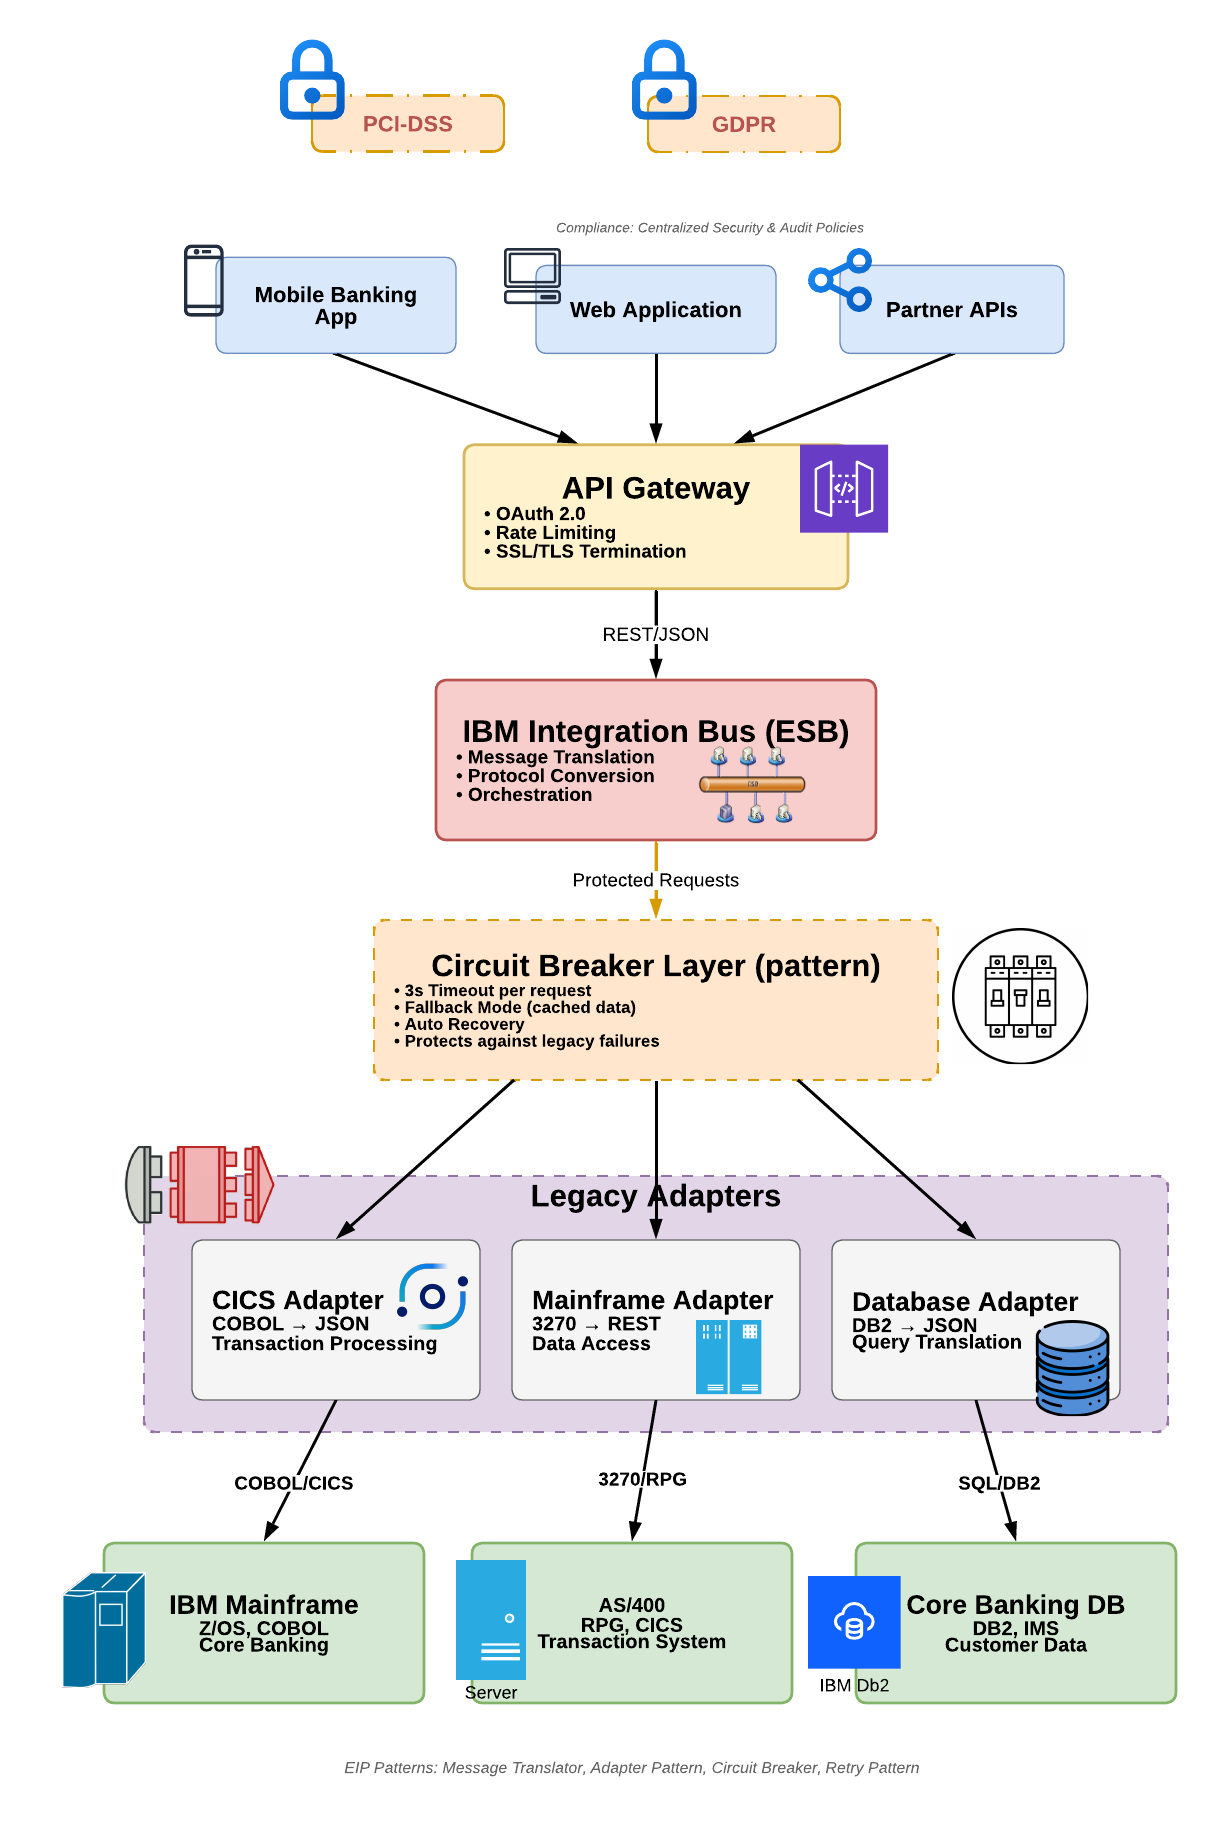 PCI-DSS
GDPR
Compliance: Centralized Security & Audit Policies
Mobile Banking
App
Web Application
Partner APIs
API Gateway
• OAuth 2.0
• Rate Limiting
• SSL/TLS Termination
REST/JSON
IBM Integration Bus (ESB)
• Message Translation
• Protocol Conversion
• Orchestration
ESB
Protected Requests
Circuit Breaker Layer (pattern)
• 3s Timeout per request
• Fallback Mode (cached data)
• Auto Recovery
• Protects against legacy failures
Legacy Adapters
CICS Adapter
COBOL → JSON
Transaction Processing
Mainframe Adapter
3270 → REST
Data Access
Database Adapter
DB2 → JSON
Query Translation
COBOL/CICS
3270/RPG
SQL/DB2
IBM Mainframe
Z/OS, COBOL
Core Banking
AS/400
RPG, CICS
Transaction System
Server
Core Banking DB
DB2, IMS
Customer Data
IBM Db2
EIP Patterns: Message Translator, Adapter Pattern, Circuit Breaker, Retry Pattern